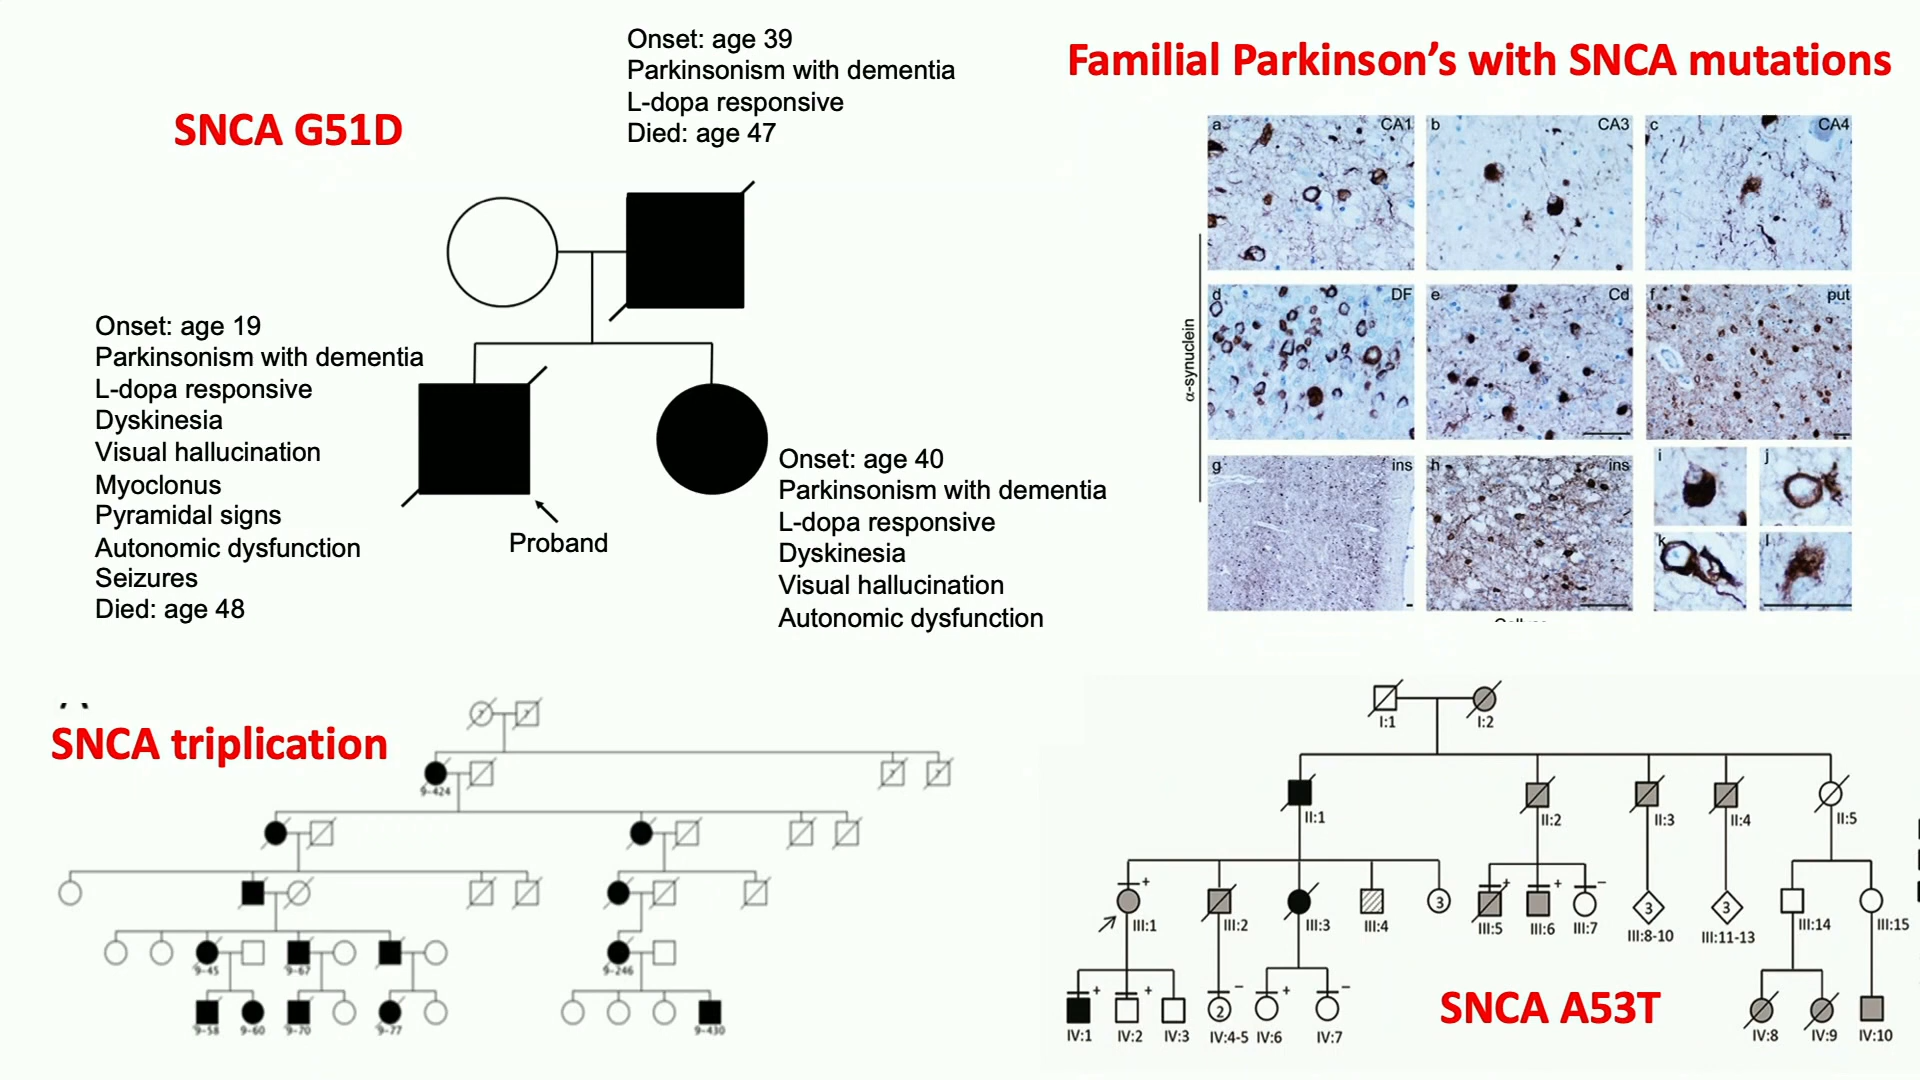 Familial Parkinson's with SNCA mutations
SNCA G51D
Onset: age 39
Parkinsonism with dementia
L-dopa responsive
Died: age 47
Onset: age 19
Parkinsonism with dementia
L-dopa responsive
Dyskinesia
Visual hallucination
Myoclonus
Pyramidal signs
Autonomic dysfunction
Seizures
Died: age 48
Proband
Onset: age 40
Parkinsonism with dementia
L-dopa responsive
Dyskinesia
Visual hallucination
Autonomic dysfunction
a CA1 b CA3 c CA4
α-synuclein
d DF e Cd f put
g ins h ins i j
k l
SNCA triplication
? ?
9-424 ? ?
9-45 9-67 9-246
9-58 9-60 9-70 9-77 9-430
I:1 I:2
II:1 II:2 II:3 II:4 II:5
+ 3 + + – 3 3
III:1 III:2 III:3 III:4 III:5 III:6 III:7 III:8-10 III:11-13 III:14 III:15
+ + – 2 + –
IV:1 IV:2 IV:3 IV:4-5 IV:6 IV:7 IV:8 IV:9 IV:10
SNCA A53T